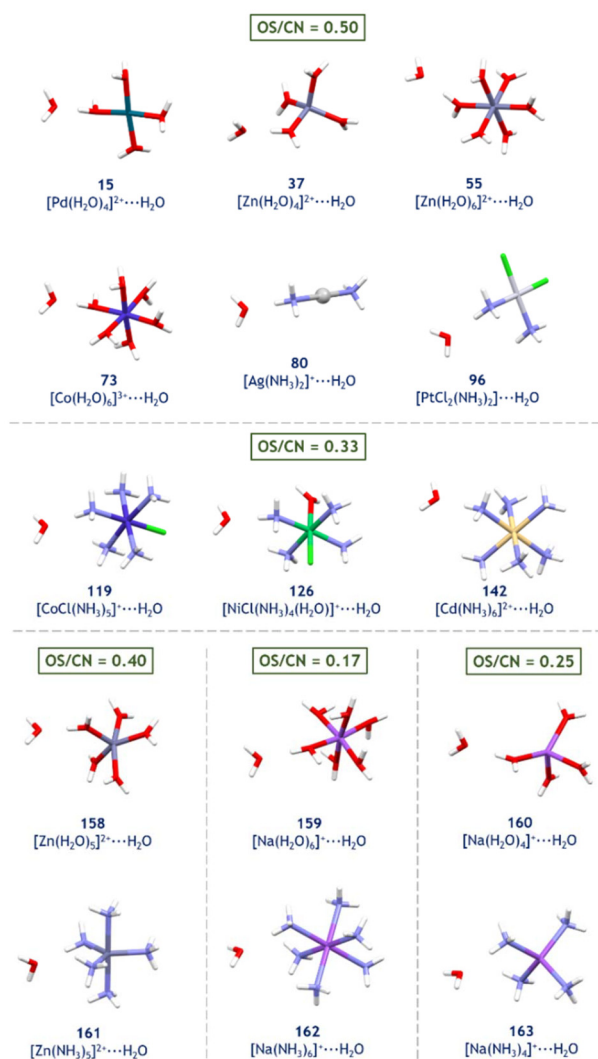 OS/CN = 0.50
15 37 55
[Pd(H₂O)₄]²⁺···H₂O [Zn(H₂O)₄]²⁺···H₂O [Zn(H₂O)₆]²⁺···H₂O
73 80 96
[Co(H₂O)₆]³⁺···H₂O [Ag(NH₃)₂]⁺···H₂O [PtCl₂(NH₃)₂]···H₂O
OS/CN = 0.33
119 126 142
[CoCl(NH₃)₅]⁺···H₂O [NiCl(NH₃)₄(H₂O)]⁺···H₂O [Cd(NH₃)₆]²⁺···H₂O
OS/CN = 0.40 OS/CN = 0.17 OS/CN = 0.25
158 159 160
[Zn(H₂O)₅]²⁺···H₂O [Na(H₂O)₆]⁺···H₂O [Na(H₂O)₄]⁺···H₂O
161 162 163
[Zn(NH₃)₅]²⁺···H₂O [Na(NH₃)₆]⁺···H₂O [Na(NH₃)₄]⁺···H₂O